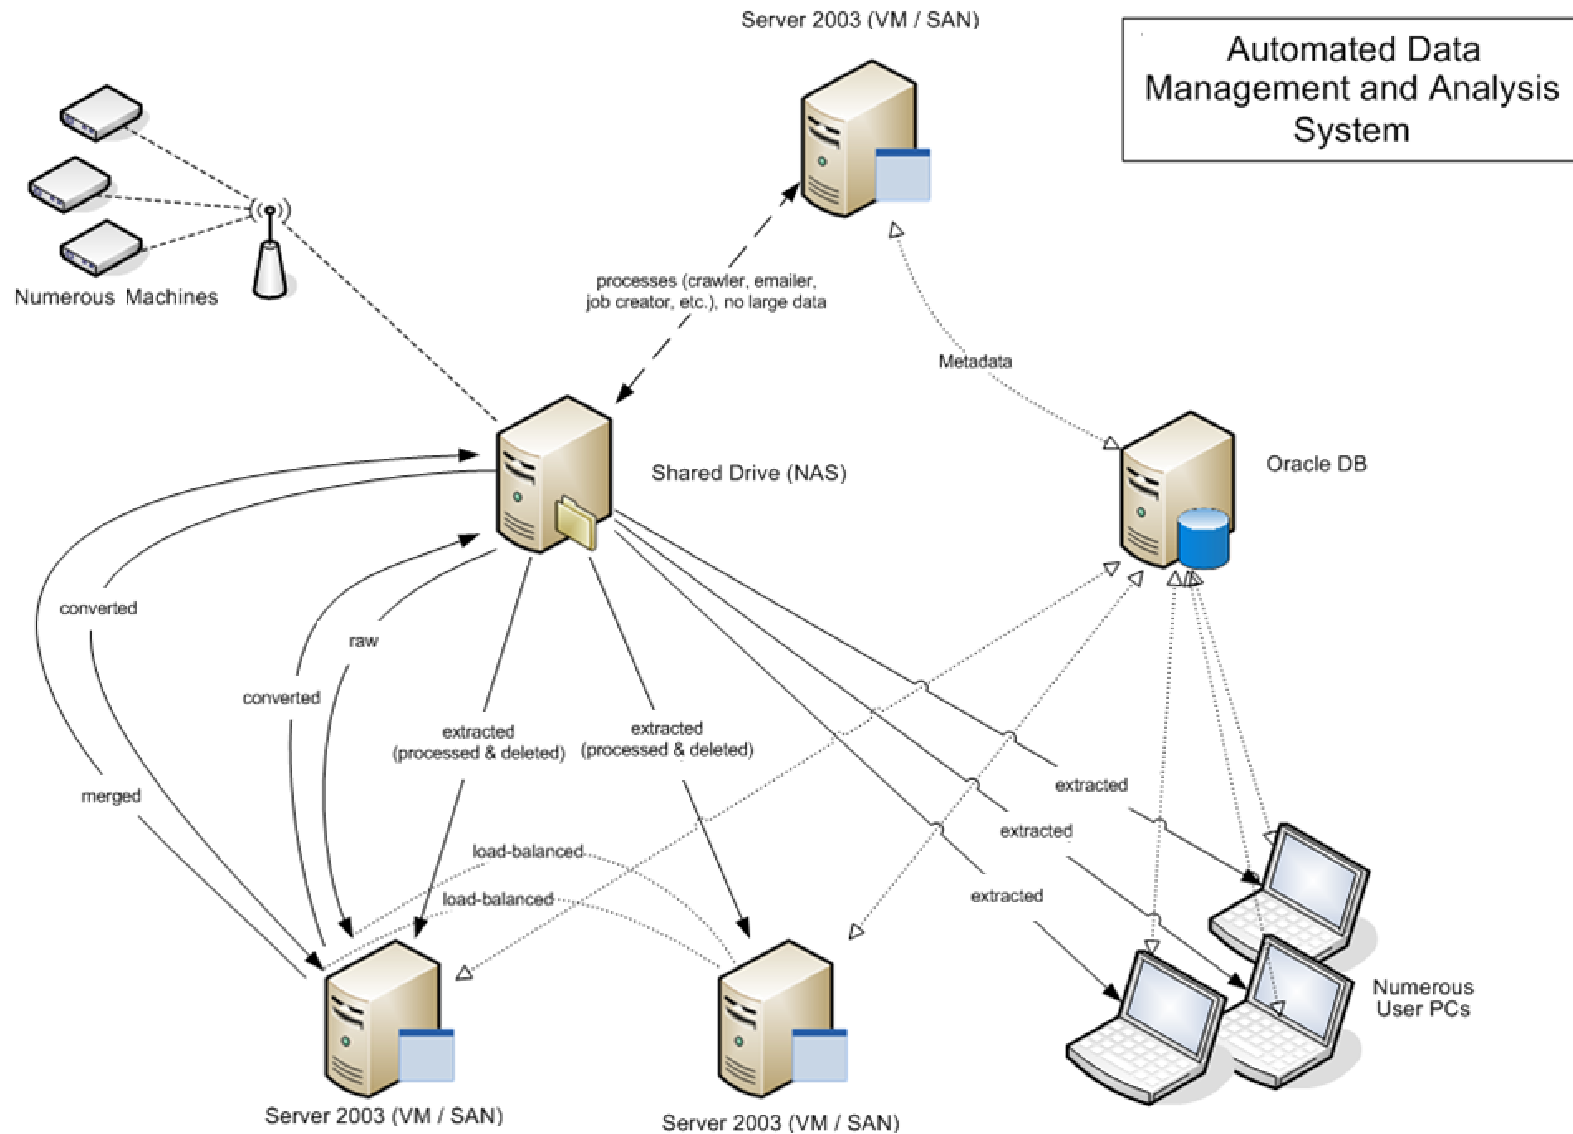 Server 2003 (VM / SAN)
Automated Data
Management and Analysis
System
Numerous Machines
processes (crawler, emailer,
job creator, etc.), no large data
Metadata
Shared Drive (NAS)
Oracle DB
converted
raw
converted
extracted
(processed & deleted)
extracted
(processed & deleted)
merged
extracted
extracted
extracted
load-balanced
load-balanced
Numerous
User PCs
Server 2003 (VM / SAN)
Server 2003 (VM / SAN)